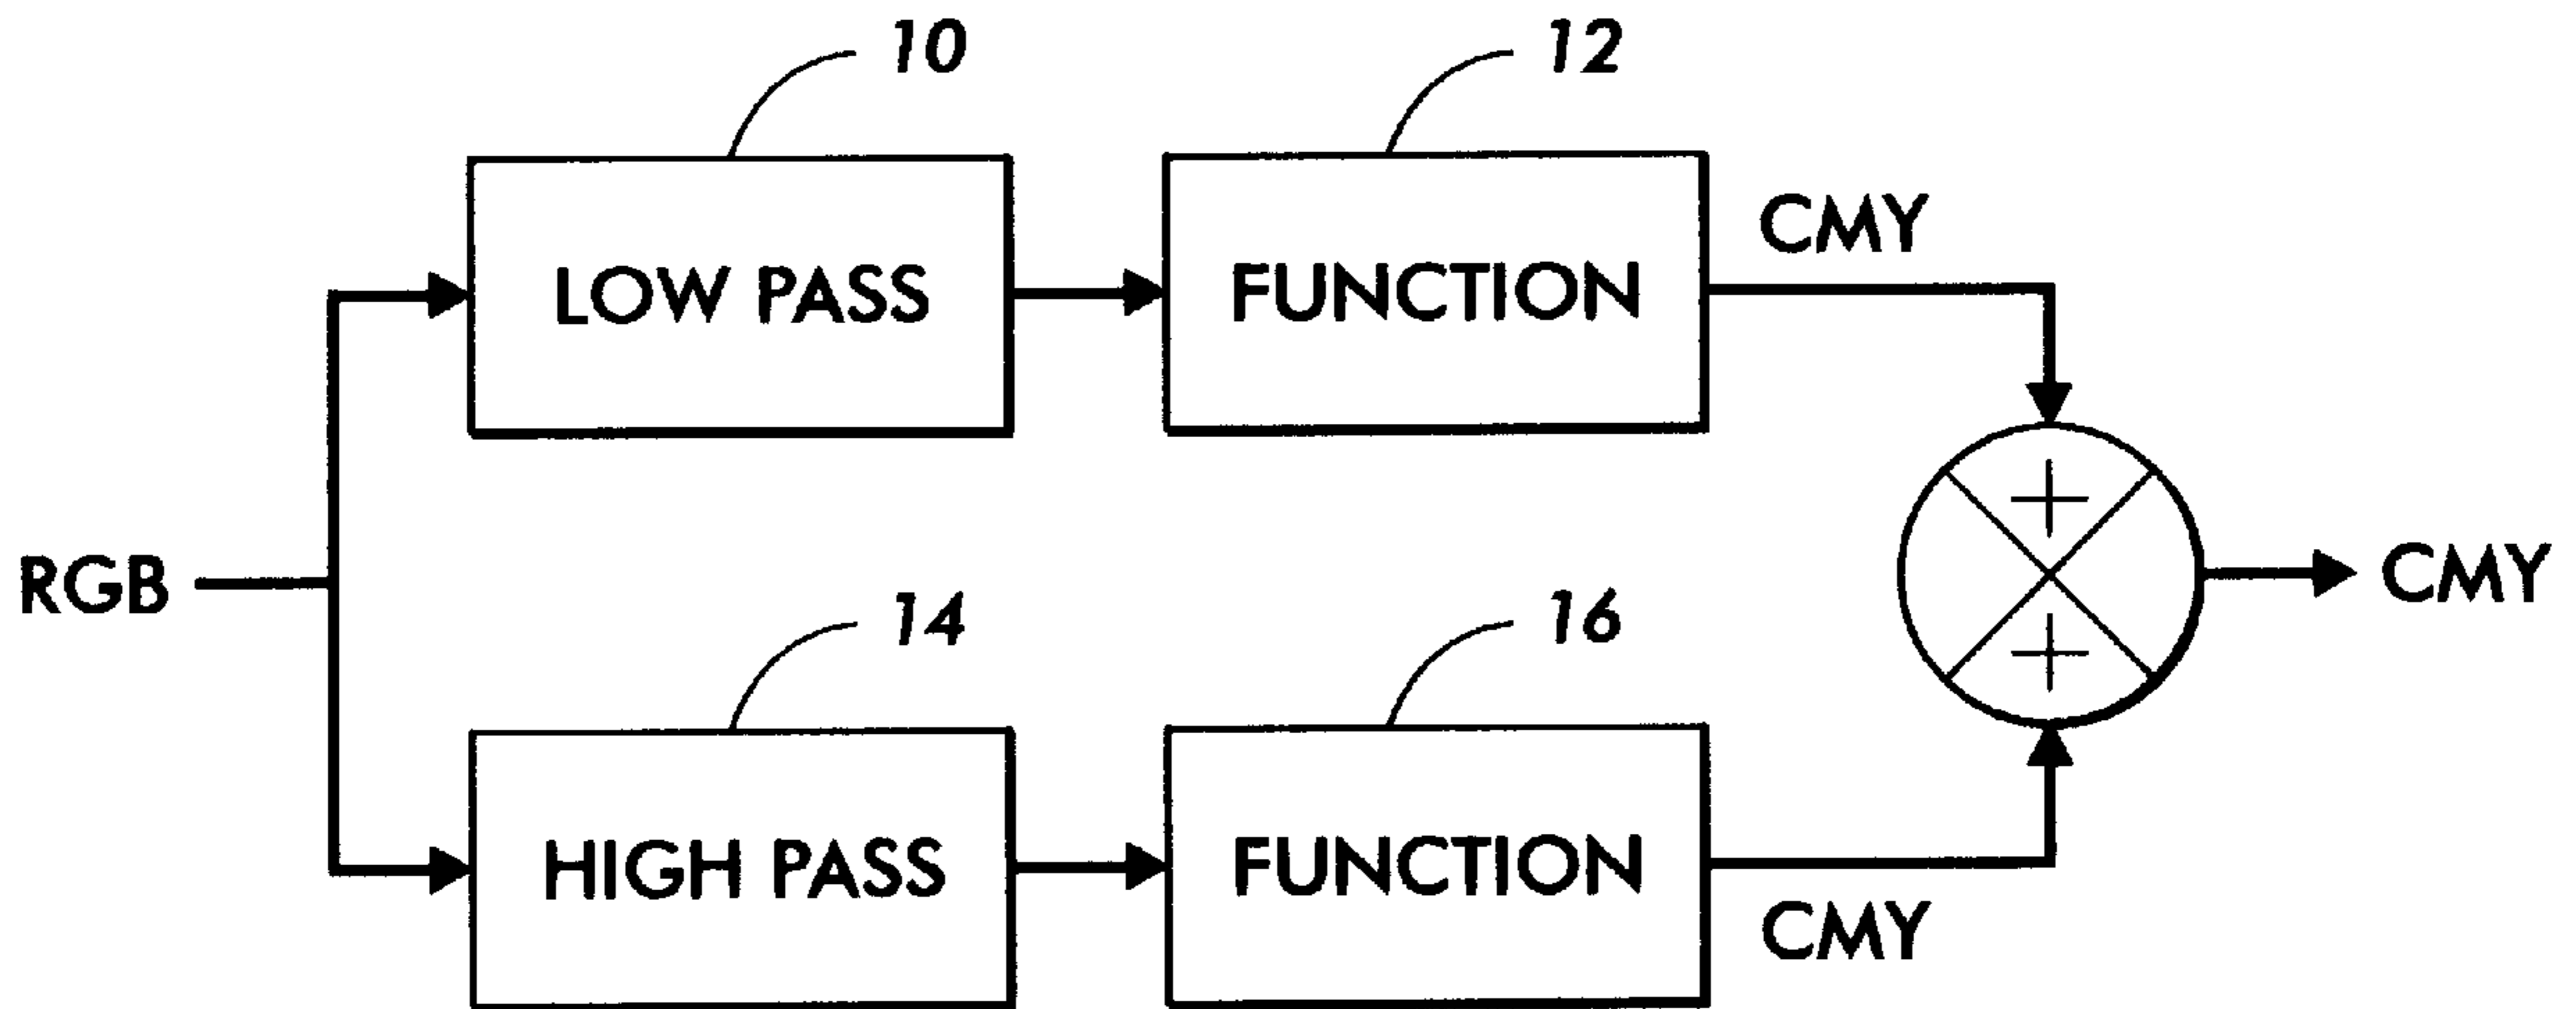 10
12
LOW PASS
FUNCTION
CMY
RGB
CMY
14
16
HIGH PASS
FUNCTION
CMY